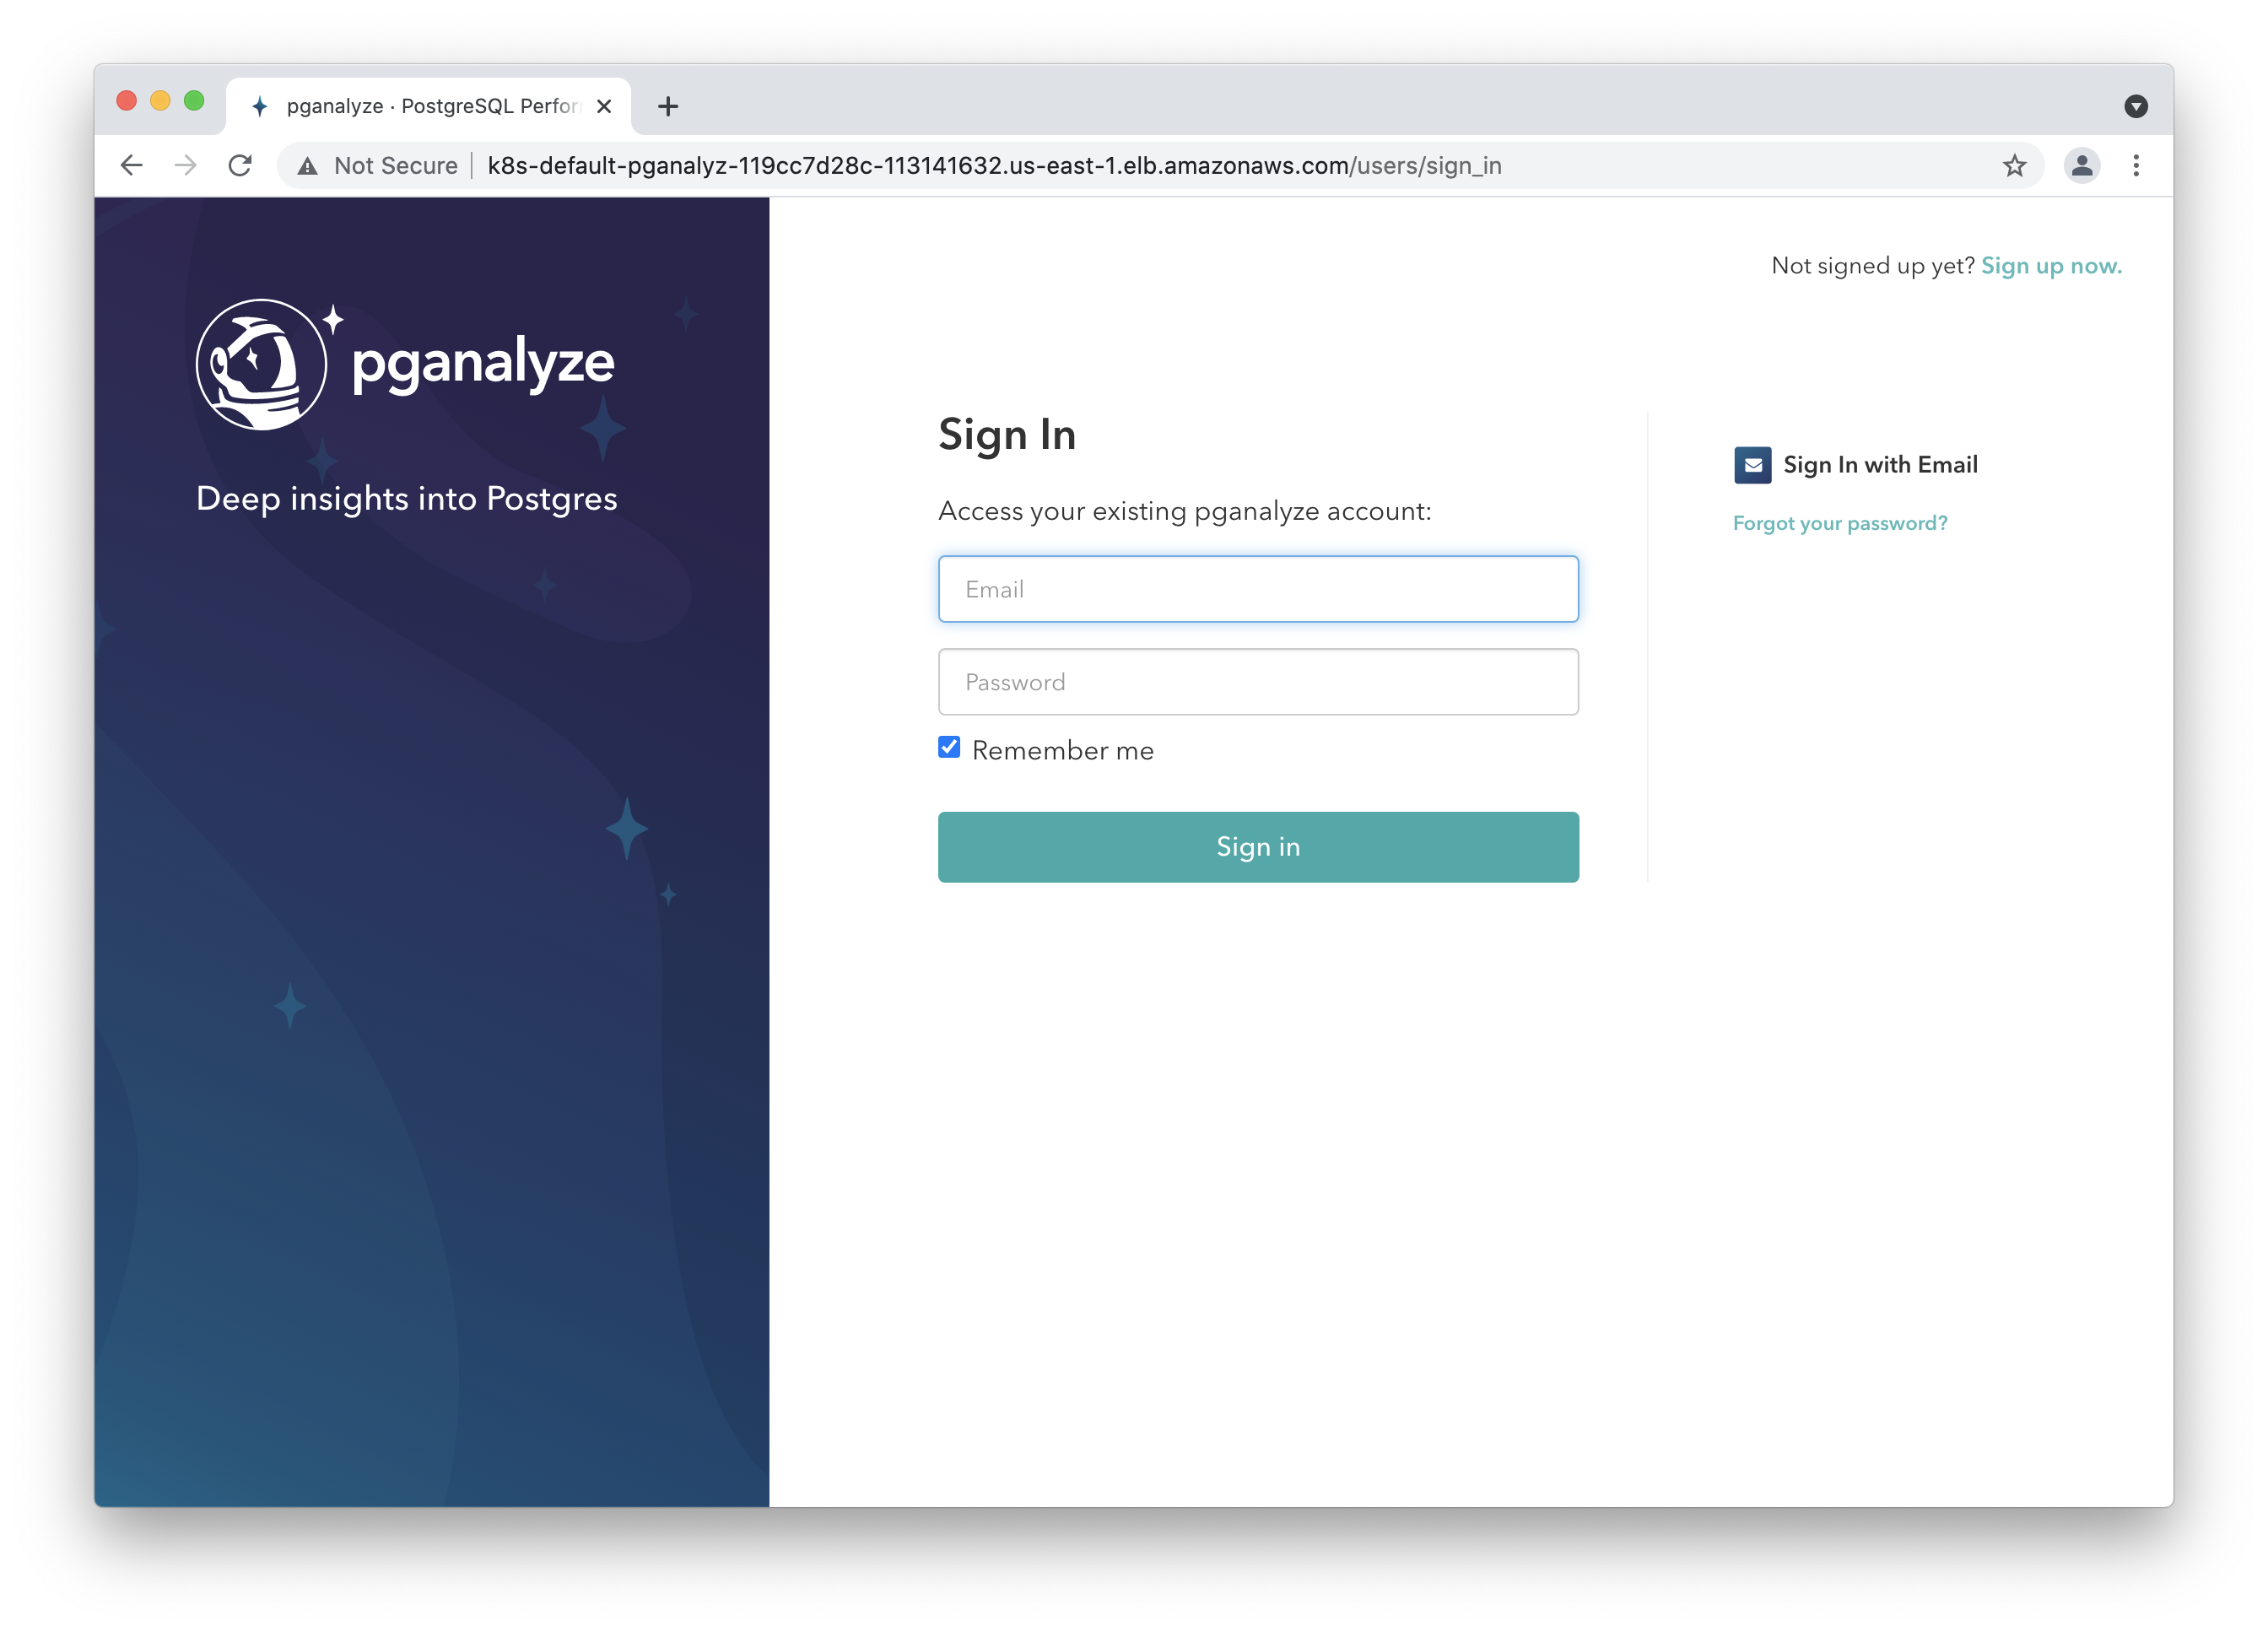 pganalyze · PostgreSQL Perfor
Not Secure
k8s-default-pganalyz-119cc7d28c-113141632.us-east-1.elb.amazonaws.com/users/sign_in
pganalyze
Deep insights into Postgres
Not signed up yet? Sign up now.
Sign In
Access your existing pganalyze account:
Email
Password
Remember me
Sign in
Sign In with Email
Forgot your password?